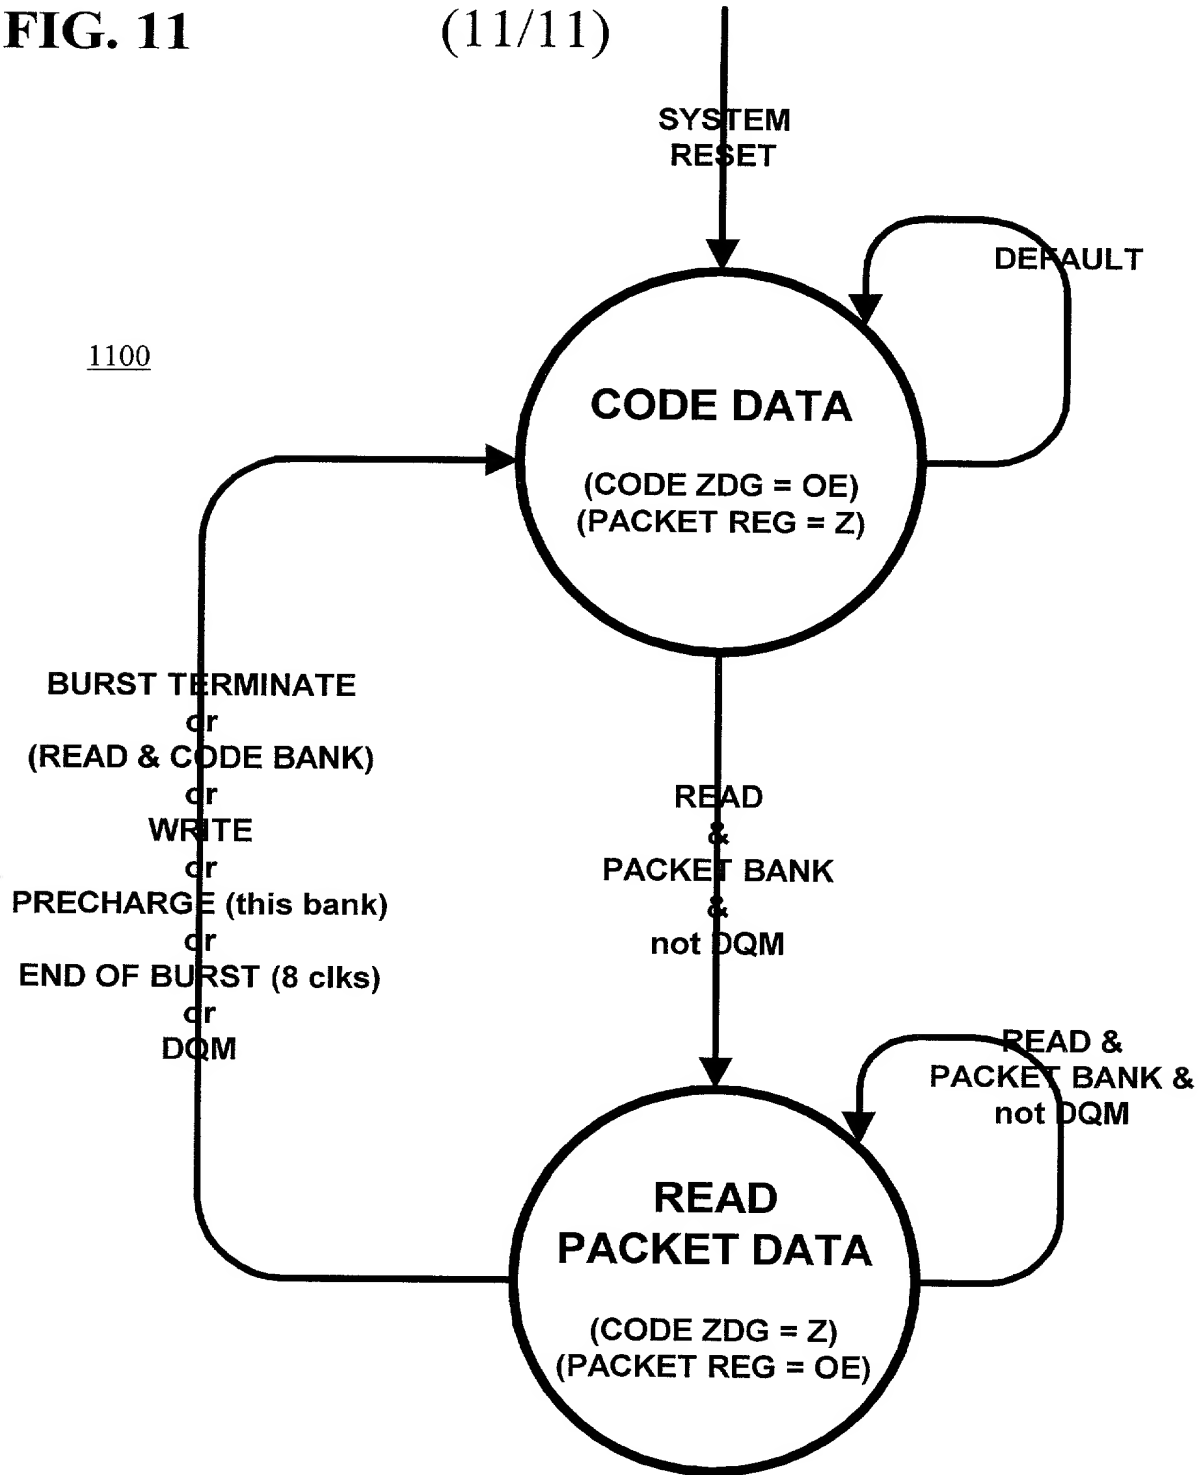 FIG. 11 (11/11)
SYSTEM
RESET
DEFAULT
1100
CODE DATA
(CODE ZDG = OE)
(PACKET REG = Z)
BURST TERMINATE
or
(READ & CODE BANK)
or
WRITE
or
PRECHARGE (this bank)
or
END OF BURST (8 clks)
or
DQM
READ
&
PACKET BANK
&
not DQM
READ &
PACKET BANK &
not DQM
READ
PACKET DATA
(CODE ZDG = Z)
(PACKET REG = OE)